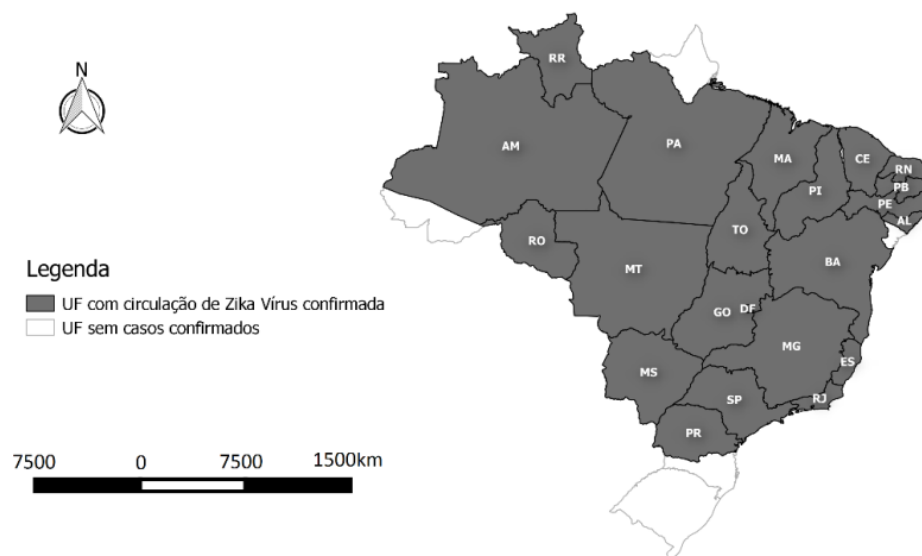 N
RR
AM
PA
MA
CE
RN
PB
PI
PE
AL
TO
RO
BA
MT
GO
DF
MG
ES
MS
SP
RJ
PR
Legenda
UF com circulação de Zika Vírus confirmada
UF sem casos confirmados
7500 0 7500 1500km